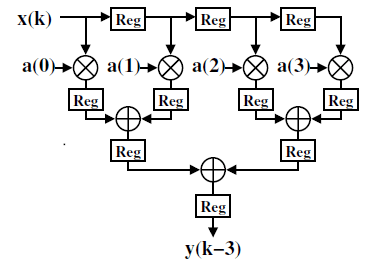 x(k) Reg Reg Reg
a(0) a(1) a(2) a(3)
Reg Reg Reg Reg
Reg Reg
Reg
y(k−3)